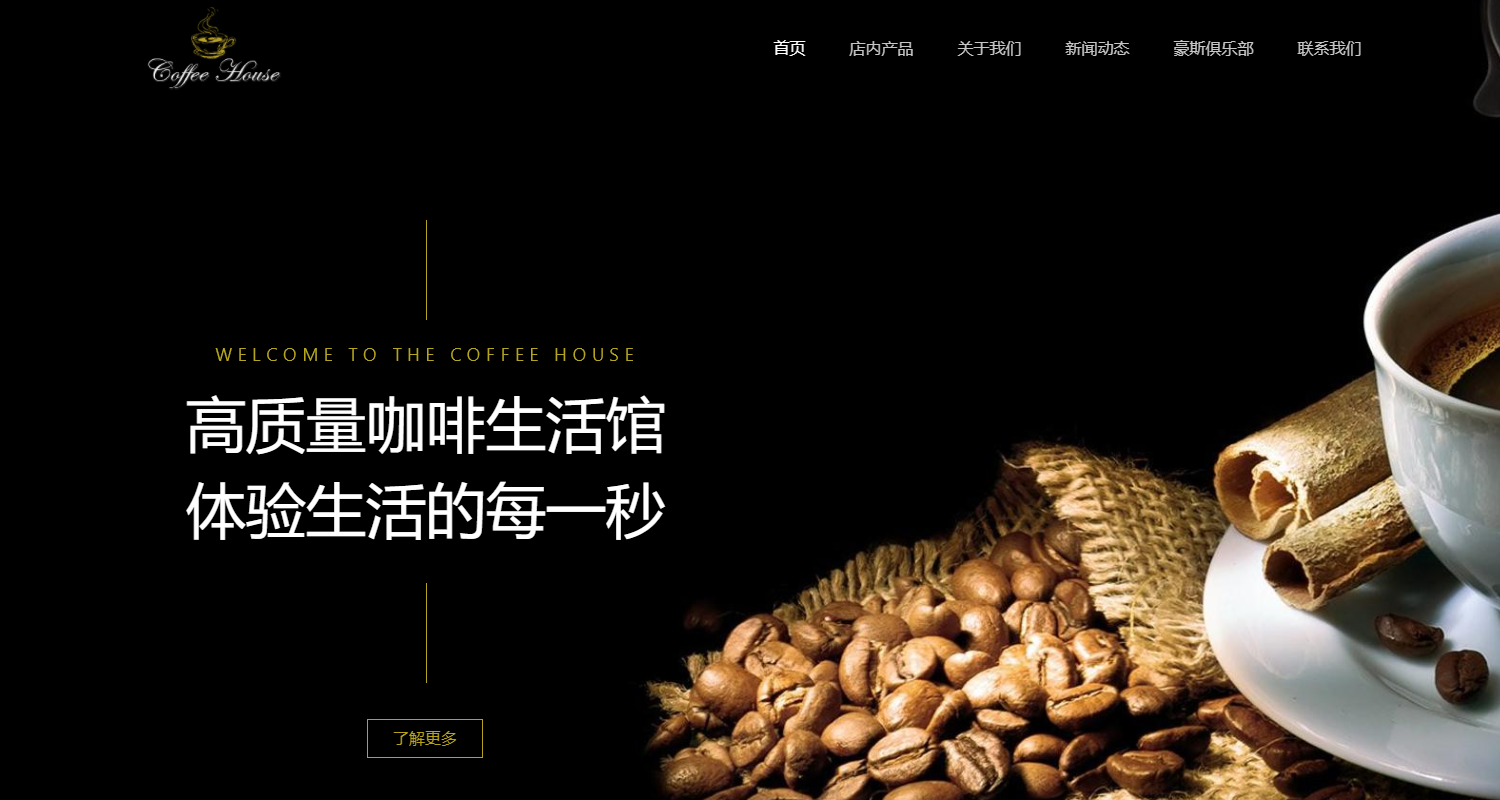 Coffee House
首页 店内产品 关于我们 新闻动态 豪斯俱乐部 联系我们
WELCOME TO THE COFFEE HOUSE
高质量咖啡生活馆
体验生活的每一秒
了解更多